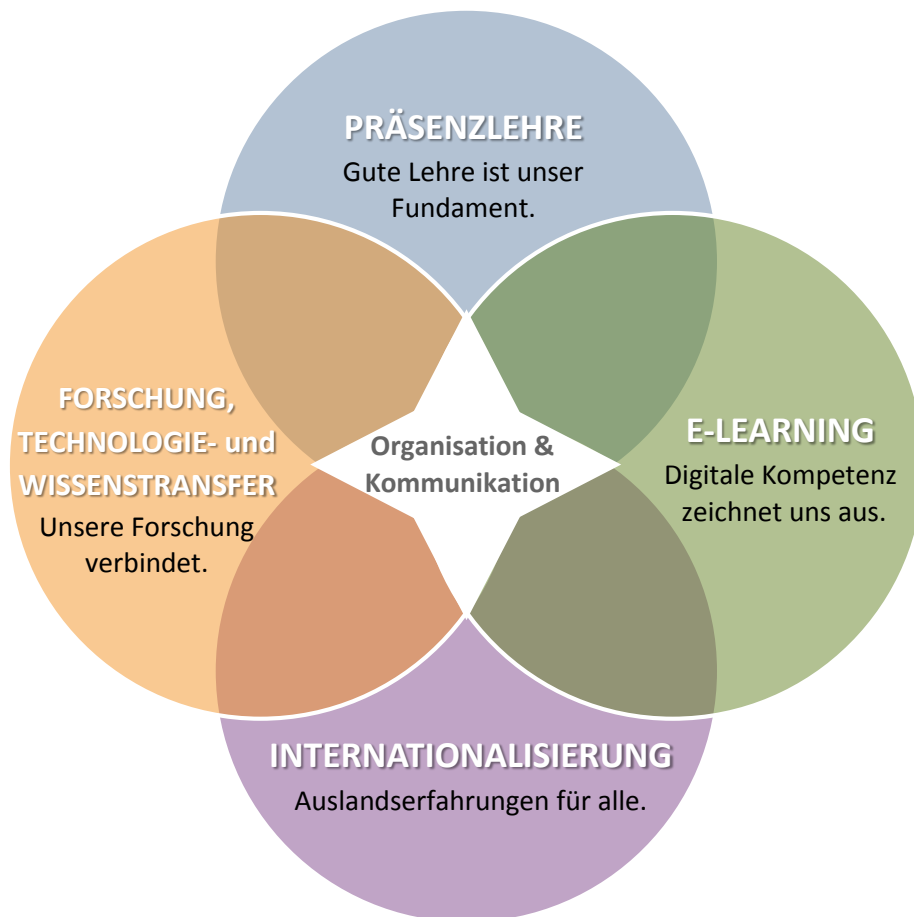 PRÄSENZLEHRE
Gute Lehre ist unser
Fundament.
FORSCHUNG,
TECHNOLOGIE- und
WISSENSTRANSFER
Unsere Forschung
verbindet.
Organisation &
Kommunikation
E-LEARNING
Digitale Kompetenz
zeichnet uns aus.
INTERNATIONALISIERUNG
Auslandserfahrungen für alle.